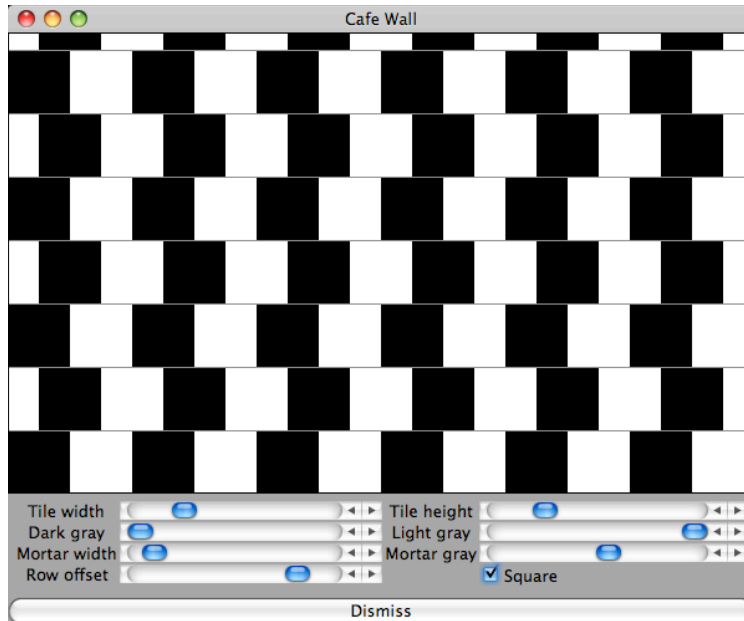 Cafe Wall
Tile width Tile height
Dark gray Light gray
Mortar width Mortar gray
Row offset Square
Dismiss